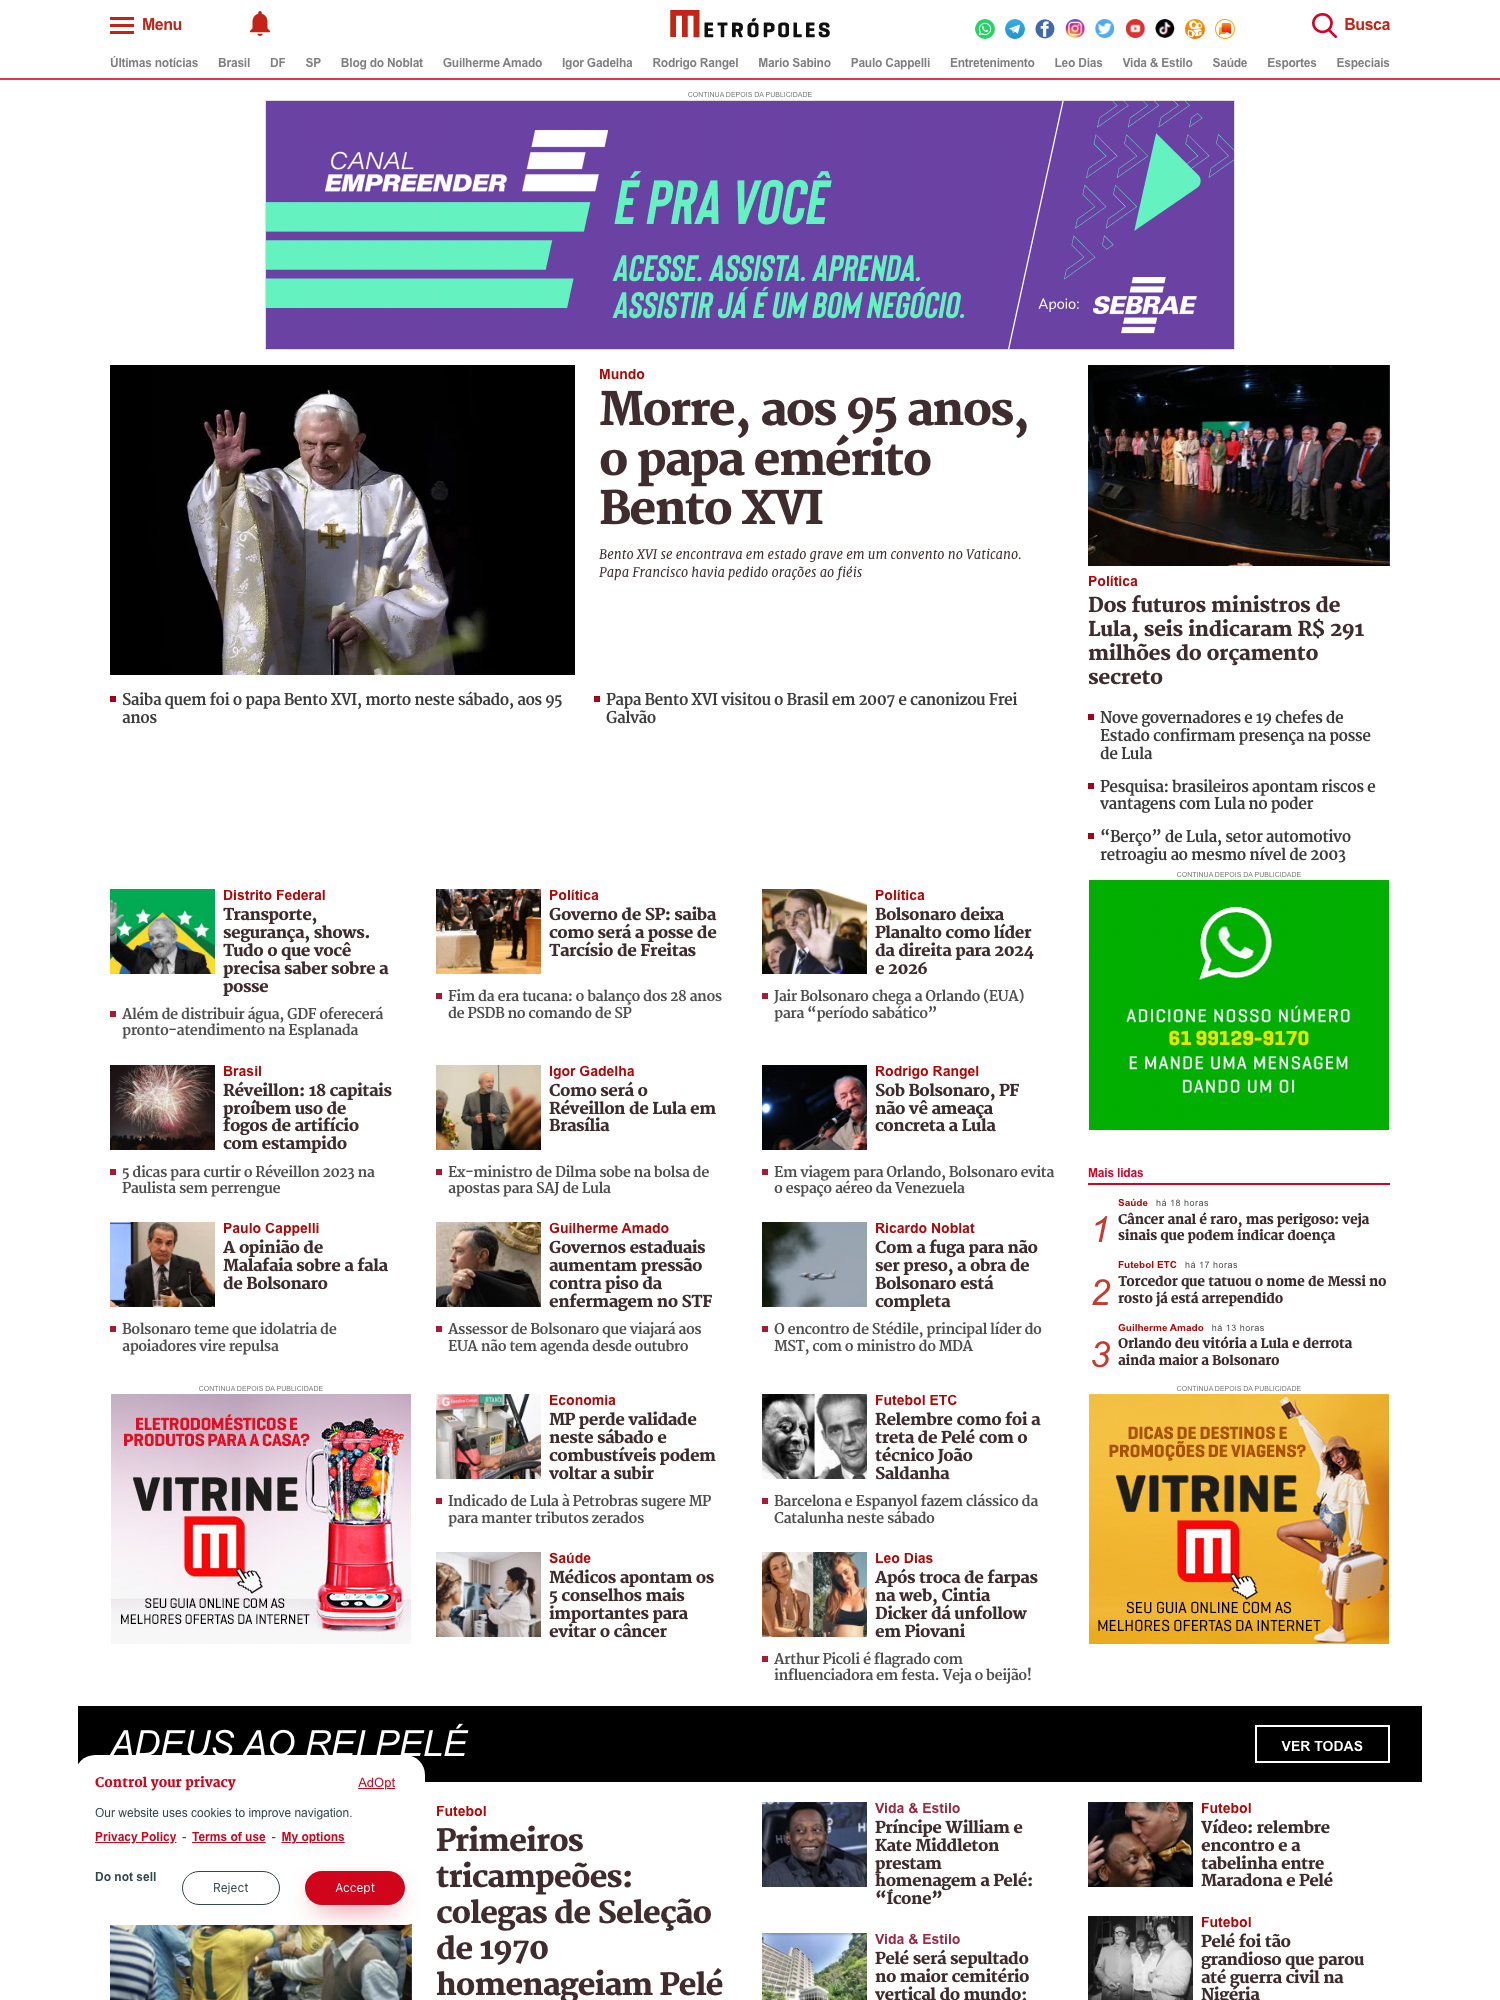 Menu
METRÓPOLES
Busca
Últimas notícias Brasil DF SP Blog do Noblat Guilherme Amado Igor Gadelha Rodrigo Rangel Mario Sabino Paulo Cappelli Entretenimento Leo Dias Vida & Estilo Saúde Esportes Especiais
CONTINUA DEPOIS DA PUBLICIDADE
CANAL
EMPREENDER
É PRA VOCÊ
ACESSE. ASSISTA. APRENDA.
ASSISTIR JÁ É UM BOM NEGÓCIO.
Apoio:
SEBRAE
Mundo
Morre, aos 95 anos,
o papa emérito
Bento XVI
Bento XVI se encontrava em estado grave em um convento no Vaticano.
Papa Francisco havia pedido orações ao fiéis
Saiba quem foi o papa Bento XVI, morto neste sábado, aos 95
anos
Papa Bento XVI visitou o Brasil em 2007 e canonizou Frei
Galvão
Política
Dos futuros ministros de
Lula, seis indicaram R$ 291
milhões do orçamento
secreto
Nove governadores e 19 chefes de
Estado confirmam presença na posse
de Lula
Pesquisa: brasileiros apontam riscos e
vantagens com Lula no poder
“Berço” de Lula, setor automotivo
retroagiu ao mesmo nível de 2003
Distrito Federal
Transporte,
segurança, shows.
Tudo o que você
precisa saber sobre a
posse
Além de distribuir água, GDF oferecerá
pronto-atendimento na Esplanada
Política
Governo de SP: saiba
como será a posse de
Tarcísio de Freitas
Fim da era tucana: o balanço dos 28 anos
de PSDB no comando de SP
Política
Bolsonaro deixa
Planalto como líder
da direita para 2024
e 2026
Jair Bolsonaro chega a Orlando (EUA)
para “período sabático”
CONTINUA DEPOIS DA PUBLICIDADE
ADICIONE NOSSO NÚMERO
61 99129-9170
E MANDE UMA MENSAGEM
DANDO UM OI
Brasil
Réveillon: 18 capitais
proíbem uso de
fogos de artifício
com estampido
5 dicas para curtir o Réveillon 2023 na
Paulista sem perrengue
Igor Gadelha
Como será o
Réveillon de Lula em
Brasília
Ex-ministro de Dilma sobe na bolsa de
apostas para SAJ de Lula
Rodrigo Rangel
Sob Bolsonaro, PF
não vê ameaça
concreta a Lula
Em viagem para Orlando, Bolsonaro evita
o espaço aéreo da Venezuela
Mais lidas
Saúde há 18 horas
1 Câncer anal é raro, mas perigoso: veja
sinais que podem indicar doença
Futebol ETC há 17 horas
2 Torcedor que tatuou o nome de Messi no
rosto já está arrependido
Guilherme Amado há 13 horas
3 Orlando deu vitória a Lula e derrota
ainda maior a Bolsonaro
Paulo Cappelli
A opinião de
Malafaia sobre a fala
de Bolsonaro
Bolsonaro teme que idolatria de
apoiadores vire repulsa
Guilherme Amado
Governos estaduais
aumentam pressão
contra piso da
enfermagem no STF
Assessor de Bolsonaro que viajará aos
EUA não tem agenda desde outubro
Ricardo Noblat
Com a fuga para não
ser preso, a obra de
Bolsonaro está
completa
O encontro de Stédile, principal líder do
MST, com o ministro do MDA
CONTINUA DEPOIS DA PUBLICIDADE
ELETRODOMÉSTICOS E
PRODUTOS PARA A CASA?
VITRINE
SEU GUIA ONLINE COM AS
MELHORES OFERTAS DA INTERNET
Economia
MP perde validade
neste sábado e
combustíveis podem
voltar a subir
Indicado de Lula à Petrobras sugere MP
para manter tributos zerados
Futebol ETC
Relembre como foi a
treta de Pelé com o
técnico João
Saldanha
Barcelona e Espanyol fazem clássico da
Catalunha neste sábado
CONTINUA DEPOIS DA PUBLICIDADE
DICAS DE DESTINOS E
PROMOÇÕES DE VIAGENS?
VITRINE
SEU GUIA ONLINE COM AS
MELHORES OFERTAS DA INTERNET
Saúde
Médicos apontam os
5 conselhos mais
importantes para
evitar o câncer
Leo Dias
Após troca de farpas
na web, Cintia
Dicker dá unfollow
em Piovani
Arthur Picoli é flagrado com
influenciadora em festa. Veja o beijão!
ADEUS AO REI PELÉ
VER TODAS
Control your privacy
AdOpt
Our website uses cookies to improve navigation.
Privacy Policy - Terms of use - My options
Do not sell
Reject
Accept
Futebol
Primeiros
tricampeões:
colegas de Seleção
de 1970
homenageiam Pelé
Vida & Estilo
Príncipe William e
Kate Middleton
prestam
homenagem a Pelé:
“Ícone”
Futebol
Vídeo: relembre
encontro e a
tabelinha entre
Maradona e Pelé
Vida & Estilo
Pelé será sepultado
no maior cemitério
vertical do mundo:
Futebol
Pelé foi tão
grandioso que parou
até guerra civil na
Nigéria